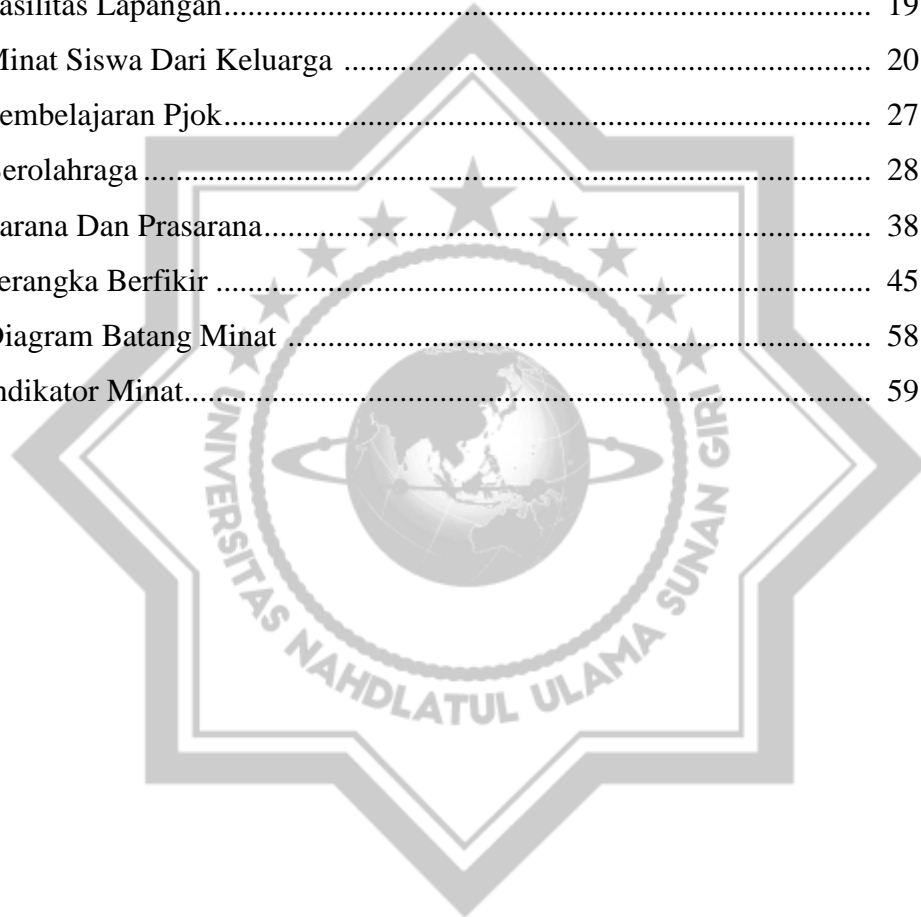 asilitas Lapangan.................................................................................. 19
Minat Siswa Dari Keluarga .................................................................. 20
embelajaran Pjok.................................................................................. 27
Berolahraga ........................................................................................... 28
arana Dan Prasarana............................................................................. 38
erangka Berfikir ................................................................................... 45
Diagram Batang Minat ......................................................................... 58
ndikator Minat....................................................................................... 59
UNIVERSITAS NAHDLATUL ULAMA SUNAN GIRI